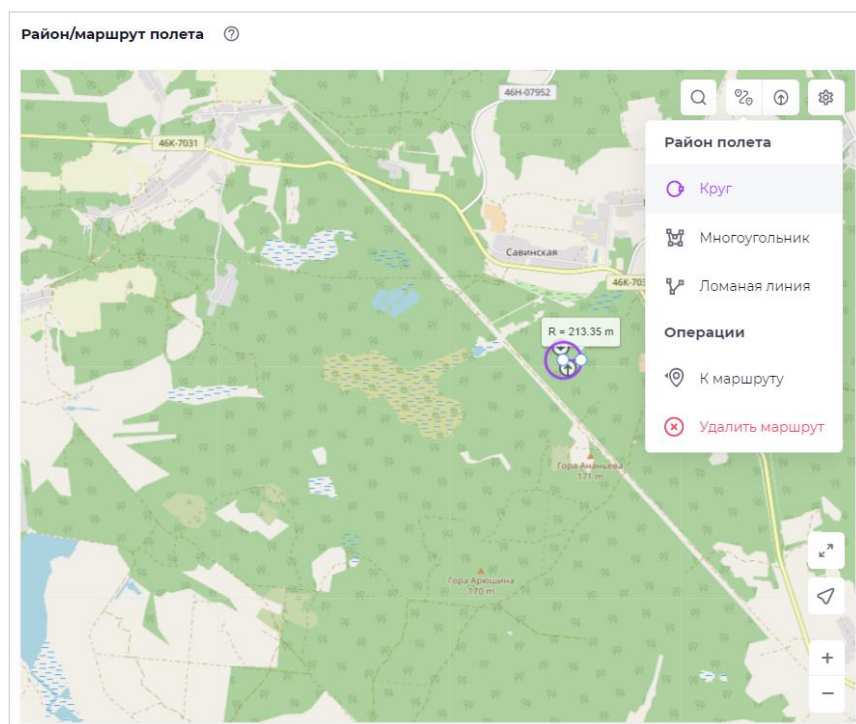 Район/маршрут полета
46Н-07952
46К-7031
Район полета
Круг
Многоугольник
Савинская
Ломаная линия
46К-703
R = 213.35 m
Операции
К маршруту
Удалить маршрут
Гора Ананьева
171 m
Гора Арюшина
170 m